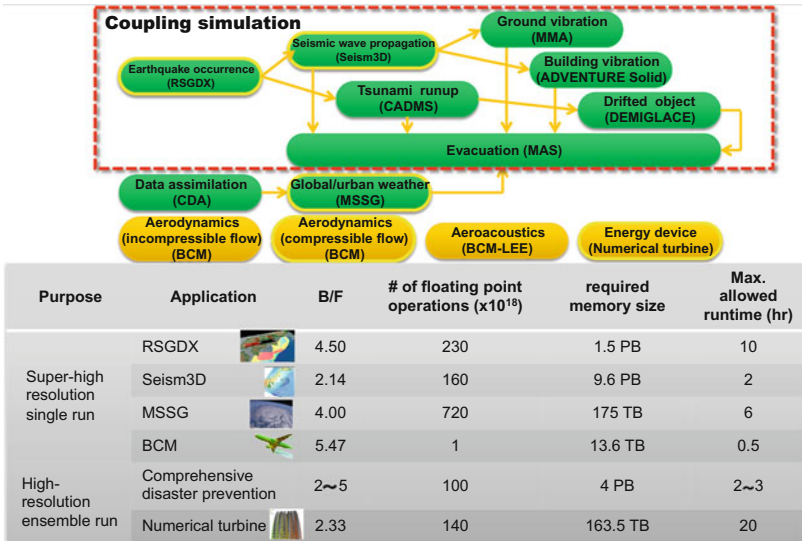 Coupling simulation
Ground vibration
(MMA)
Seismic wave propagation
(Seism3D)
Building vibration
(ADVENTURE Solid)
Earthquake occurrence
(RSGDX)
Tsunami runup
(CADMS)
Drifted object
(DEMIGLACE)
Evacuation (MAS)
Data assimilation
(CDA)
Global/urban weather
(MSSG)
Aerodynamics
(incompressible flow)
(BCM)
Aerodynamics
(compressible flow)
(BCM)
Aeroacoustics
(BCM-LEE)
Energy device
(Numerical turbine)
Purpose Application B/F # of floating point operations (x10^18) required memory size Max. allowed runtime (hr)
Super-high resolution single run
RSGDX 4.50 230 1.5 PB 10
Seism3D 2.14 160 9.6 PB 2
MSSG 4.00 720 175 TB 6
BCM 5.47 1 13.6 TB 0.5
High-resolution ensemble run
Comprehensive disaster prevention 2~5 100 4 PB 2~3
Numerical turbine 2.33 140 163.5 TB 20